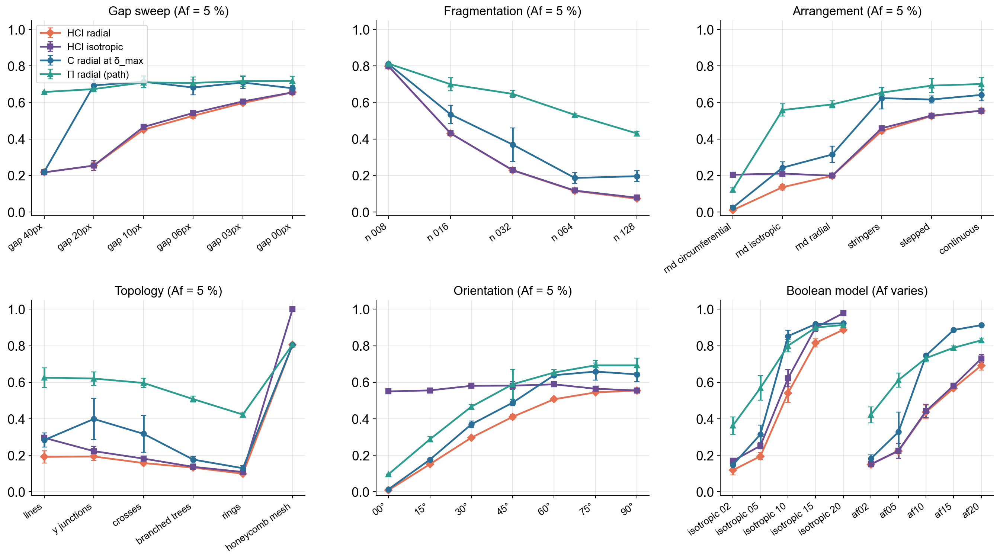 Gap sweep (Af = 5 %)
1.0
0.8
0.6
0.4
0.2
0.0
HCI radial
HCI isotropic
C radial at δ_max
Π radial (path)
gap 40px
gap 20px
gap 10px
gap 06px
gap 03px
gap 00px
Fragmentation (Af = 5 %)
1.0
0.8
0.6
0.4
0.2
0.0
n 008
n 016
n 032
n 064
n 128
Arrangement (Af = 5 %)
1.0
0.8
0.6
0.4
0.2
0.0
rnd circumferential
rnd isotropic
rnd radial
stringers
stepped
continuous
Topology (Af = 5 %)
1.0
0.8
0.6
0.4
0.2
0.0
lines
y junctions
crosses
branched trees
rings
honeycomb mesh
Orientation (Af = 5 %)
1.0
0.8
0.6
0.4
0.2
0.0
00°
15°
30°
45°
60°
75°
90°
Boolean model (Af varies)
1.0
0.8
0.6
0.4
0.2
0.0
isotropic 02
isotropic 05
isotropic 10
isotropic 15
isotropic 20
af02
af05
af10
af15
af20